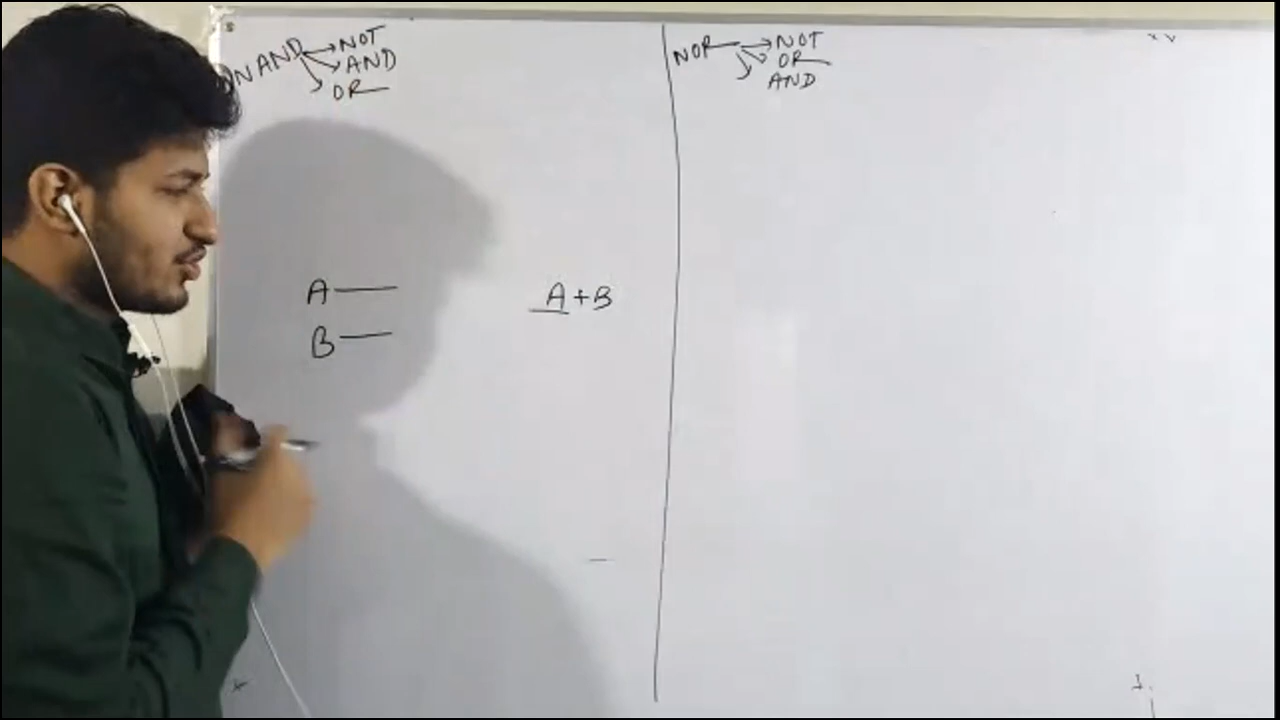 NAND NOT
AND
OR
NOR NOT
OR
AND
A
A+B
B